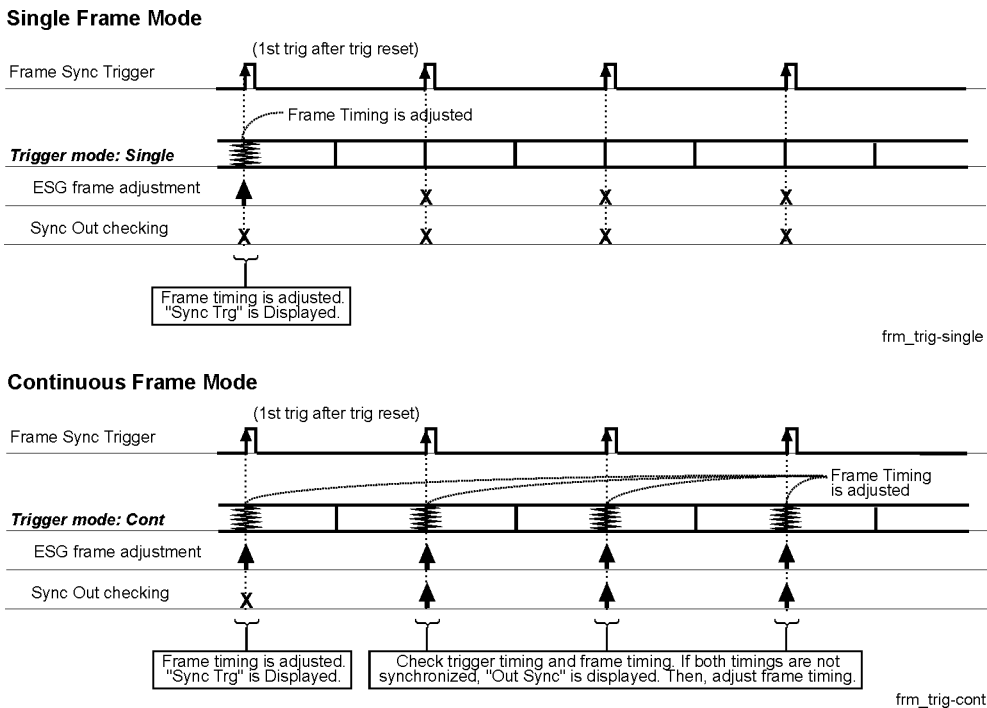 Single Frame Mode
(1st trig after trig reset)
Frame Sync Trigger
Frame Timing is adjusted
Trigger mode: Single
ESG frame adjustment
X X X
Sync Out checking
X X X X
Frame timing is adjusted.
"Sync Trg" is Displayed.
frm_trig-single
Continuous Frame Mode
(1st trig after trig reset)
Frame Sync Trigger
Frame Timing
is adjusted
Trigger mode: Cont
ESG frame adjustment
Sync Out checking
X
Frame timing is adjusted.
"Sync Trg" is Displayed.
Check trigger timing and frame timing. If both timings are not
synchronized, "Out Sync" is displayed. Then, adjust frame timing.
frm_trig-cont